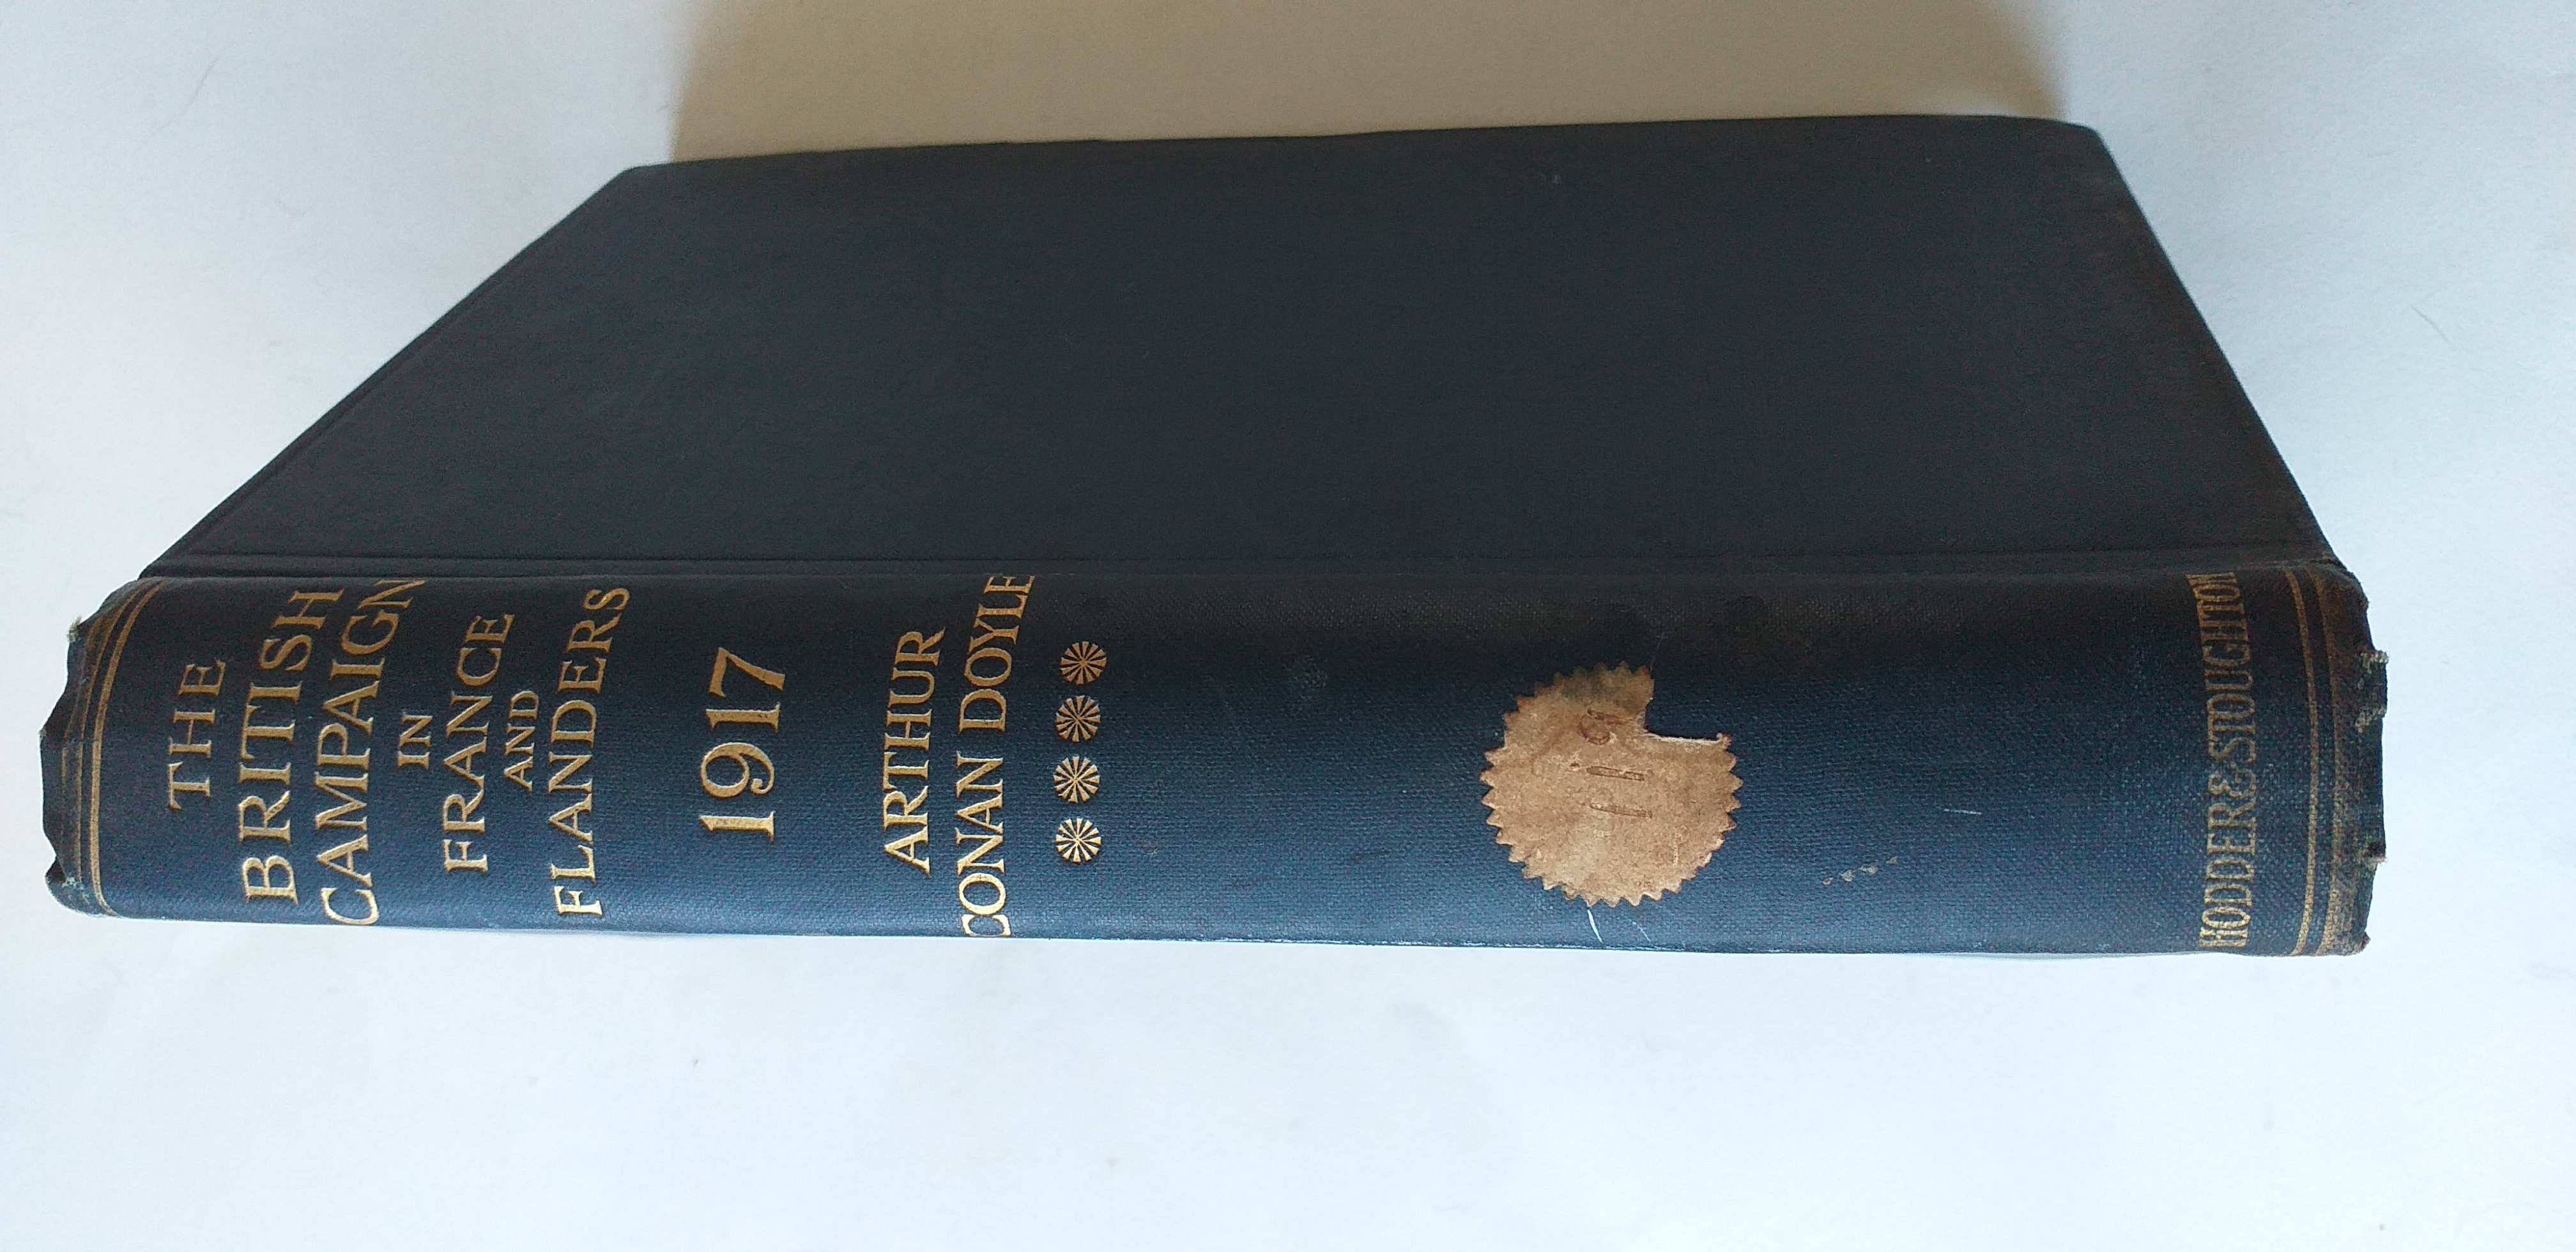 THE
BRITISH
CAMPAIGN
IN
FRANCE
AND
FLANDERS
1917
ARTHUR
CONAN DOYLE
HODDER & STOUGHTON